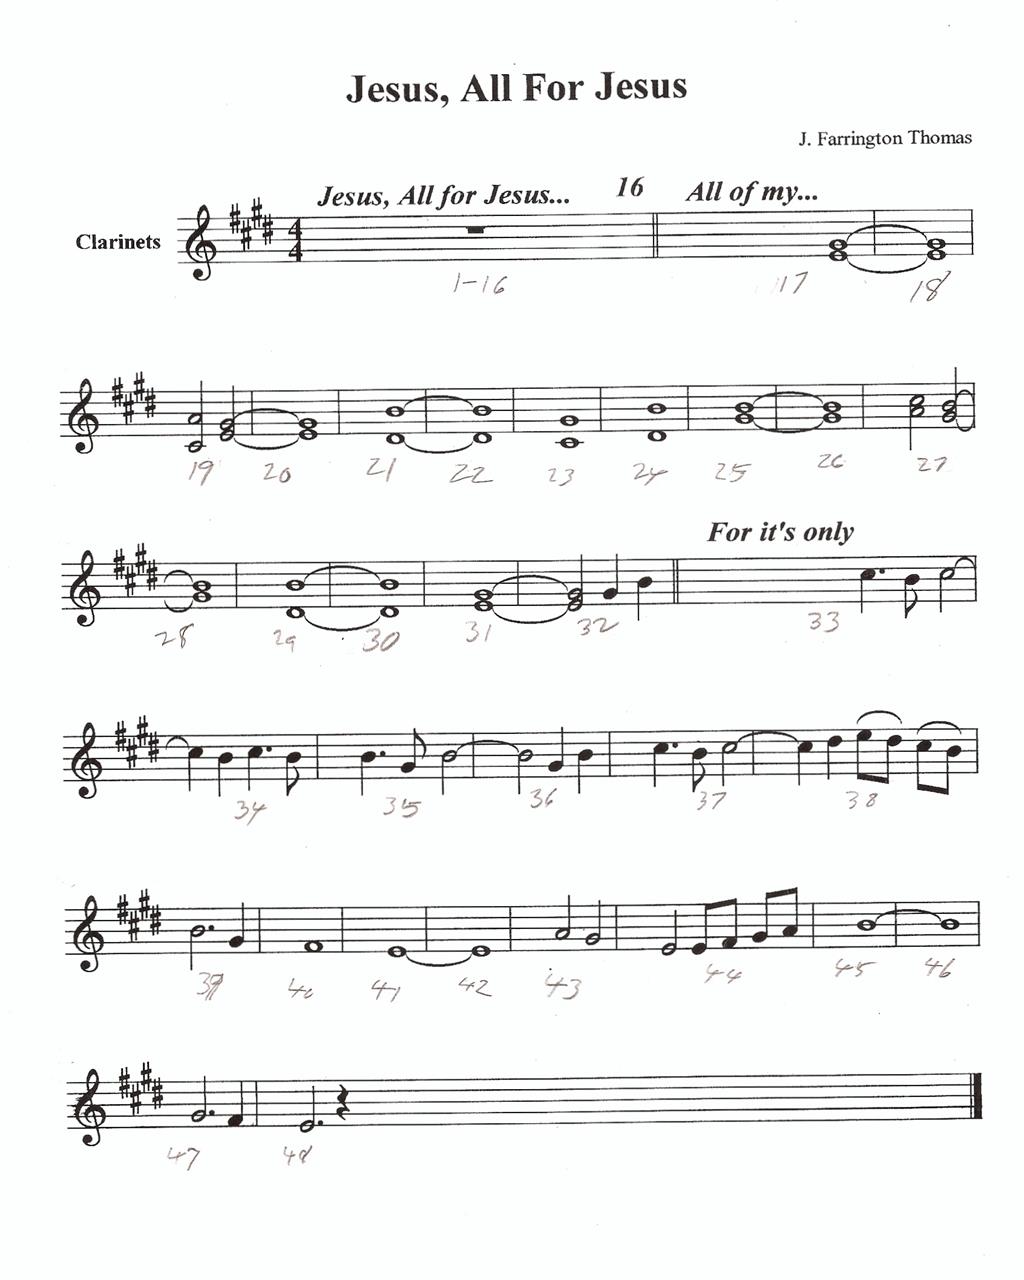 Jesus, All For Jesus
J. Farrington Thomas
Jesus, All for Jesus... 16 All of my...
Clarinets 4 4
1-16 17 18
19 20 21 22 23 24 25 26 27
For it's only
28 29 30 31 32 33
34 35 36 37 38
39 40 41 42 43 44 45 46
47 48